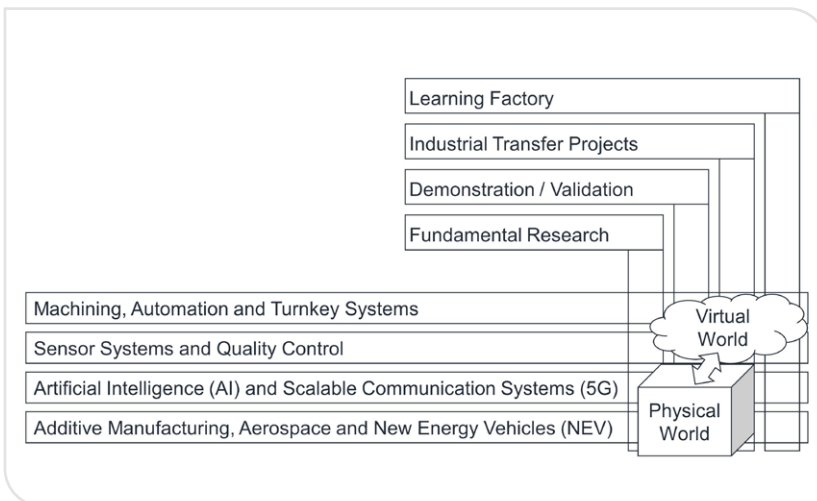 Learning Factory
Industrial Transfer Projects
Demonstration / Validation
Fundamental Research
Machining, Automation and Turnkey Systems
Sensor Systems and Quality Control
Artificial Intelligence (AI) and Scalable Communication Systems (5G)
Additive Manufacturing, Aerospace and New Energy Vehicles (NEV)
Virtual
World
Physical
World